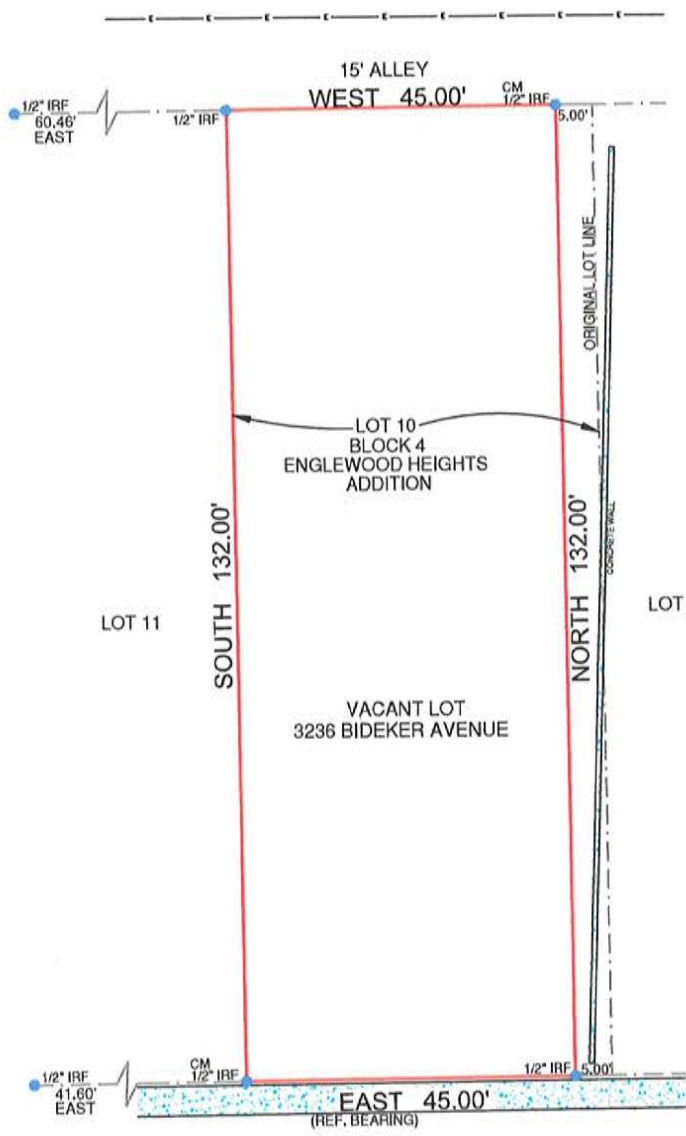 E E E E E E E E E
15' ALLEY
WEST 45.00'
CM
1/2" IRF
5.00'
1/2" IRF
60.46'
EAST
1/2" IRF
ORIGINAL LOT LINE
LOT 10
BLOCK 4
ENGLEWOOD HEIGHTS
ADDITION
SOUTH 132.00'
NORTH 132.00'
CONCRETE WALL
LOT 11
LOT
VACANT LOT
3236 BIDEKER AVENUE
1/2" IRF
41.60'
EAST
CM
1/2" IRF
1/2" IRF
5.00'
EAST 45.00'
(REF. BEARING)